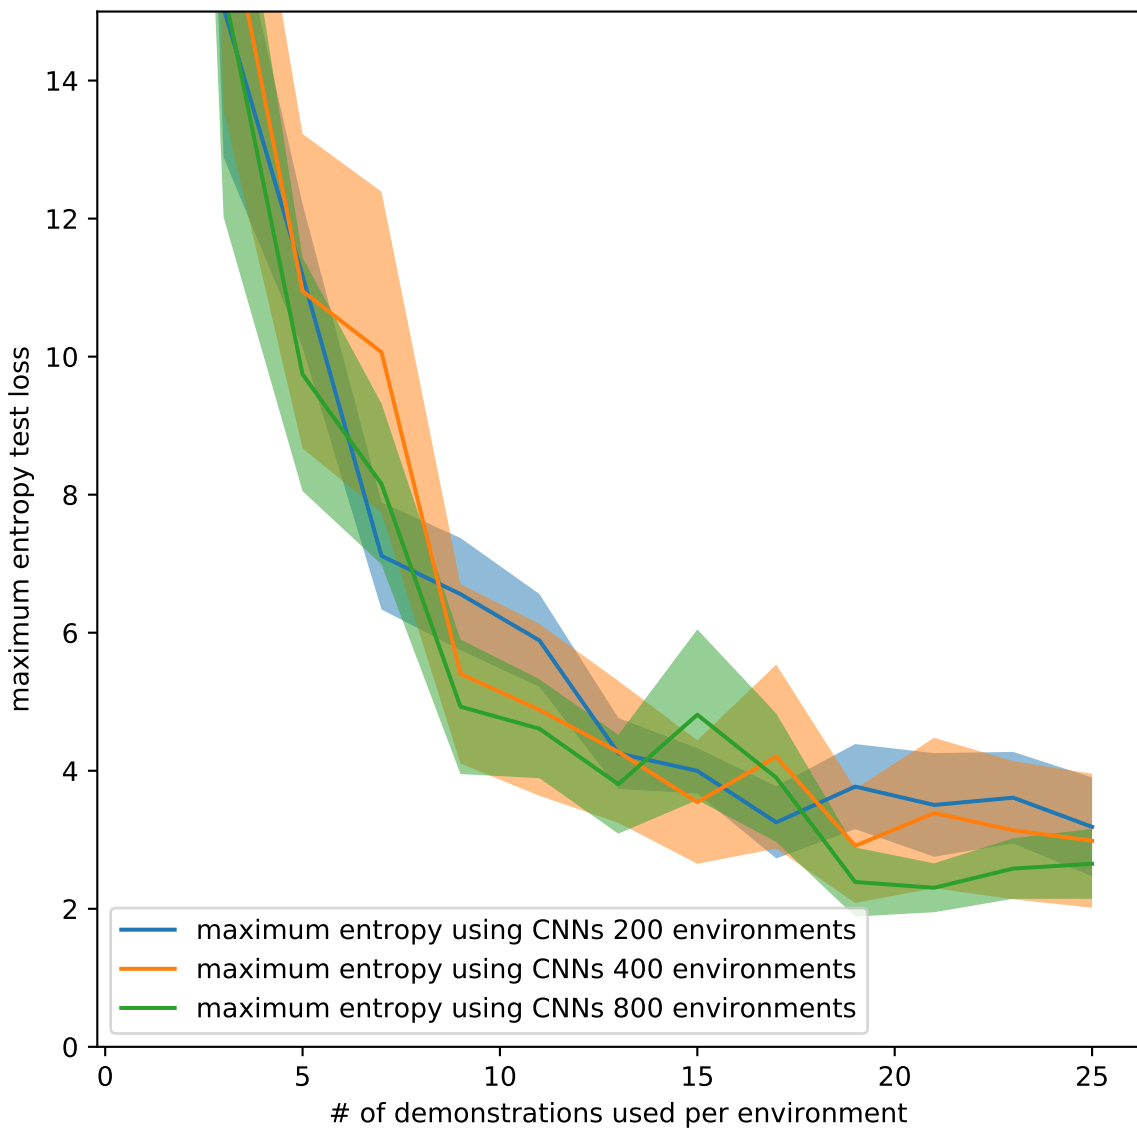 14
12
10
8
6
4
2
0
maximum entropy test loss
maximum entropy using CNNs 200 environments
maximum entropy using CNNs 400 environments
maximum entropy using CNNs 800 environments
0 5 10 15 20 25
# of demonstrations used per environment